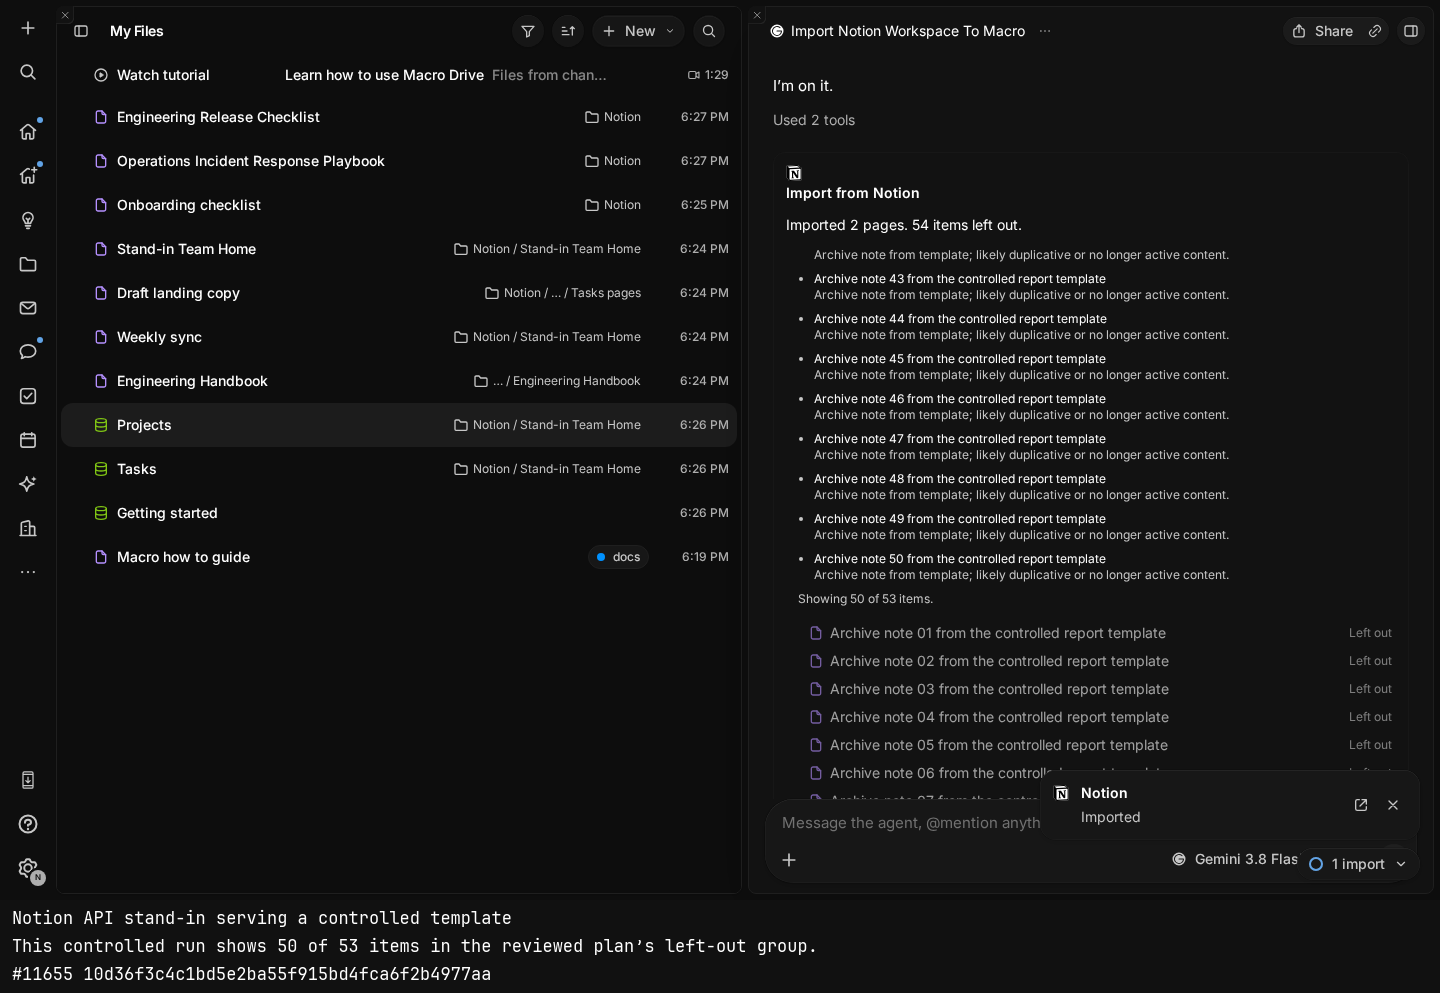 My Files
New
Watch tutorial
Learn how to use Macro Drive Files from chan...
1:29
Engineering Release Checklist
Notion
6:27 PM
Operations Incident Response Playbook
Notion
6:27 PM
Onboarding checklist
Notion
6:25 PM
Stand-in Team Home
Notion / Stand-in Team Home
6:24 PM
Draft landing copy
Notion / ... / Tasks pages
6:24 PM
Weekly sync
Notion / Stand-in Team Home
6:24 PM
Engineering Handbook
... / Engineering Handbook
6:24 PM
Projects
Notion / Stand-in Team Home
6:26 PM
Tasks
Notion / Stand-in Team Home
6:26 PM
Getting started
6:26 PM
Macro how to guide
docs
6:19 PM
N
Import Notion Workspace To Macro
Share
I'm on it.
Used 2 tools
Import from Notion
Imported 2 pages. 54 items left out.
Archive note from template; likely duplicative or no longer active content.
Archive note 43 from the controlled report template
Archive note from template; likely duplicative or no longer active content.
Archive note 44 from the controlled report template
Archive note from template; likely duplicative or no longer active content.
Archive note 45 from the controlled report template
Archive note from template; likely duplicative or no longer active content.
Archive note 46 from the controlled report template
Archive note from template; likely duplicative or no longer active content.
Archive note 47 from the controlled report template
Archive note from template; likely duplicative or no longer active content.
Archive note 48 from the controlled report template
Archive note from template; likely duplicative or no longer active content.
Archive note 49 from the controlled report template
Archive note from template; likely duplicative or no longer active content.
Archive note 50 from the controlled report template
Archive note from template; likely duplicative or no longer active content.
Showing 50 of 53 items.
Archive note 01 from the controlled report template
Left out
Archive note 02 from the controlled report template
Left out
Archive note 03 from the controlled report template
Left out
Archive note 04 from the controlled report template
Left out
Archive note 05 from the controlled report template
Left out
Archive note 06 from the
Notion
Imported
Message the agent, @mention anyth
Gemini 3.8 Flas
1 import
Notion API stand-in serving a controlled template
This controlled run shows 50 of 53 items in the reviewed plan's left-out group.
#11655 10d36f3c4c1bd5e2ba55f915bd4fca6f2b4977aa